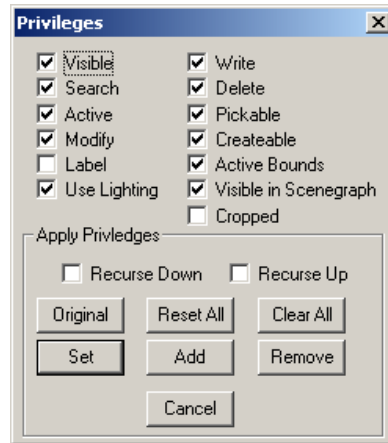 Privileges
Visible Write
Search Delete
Active Pickable
Modify Createable
Label Active Bounds
Use Lighting Visible in Scenegraph
Cropped
Apply Privledges
Recurse Down Recurse Up
Original Reset All Clear All
Set Add Remove
Cancel